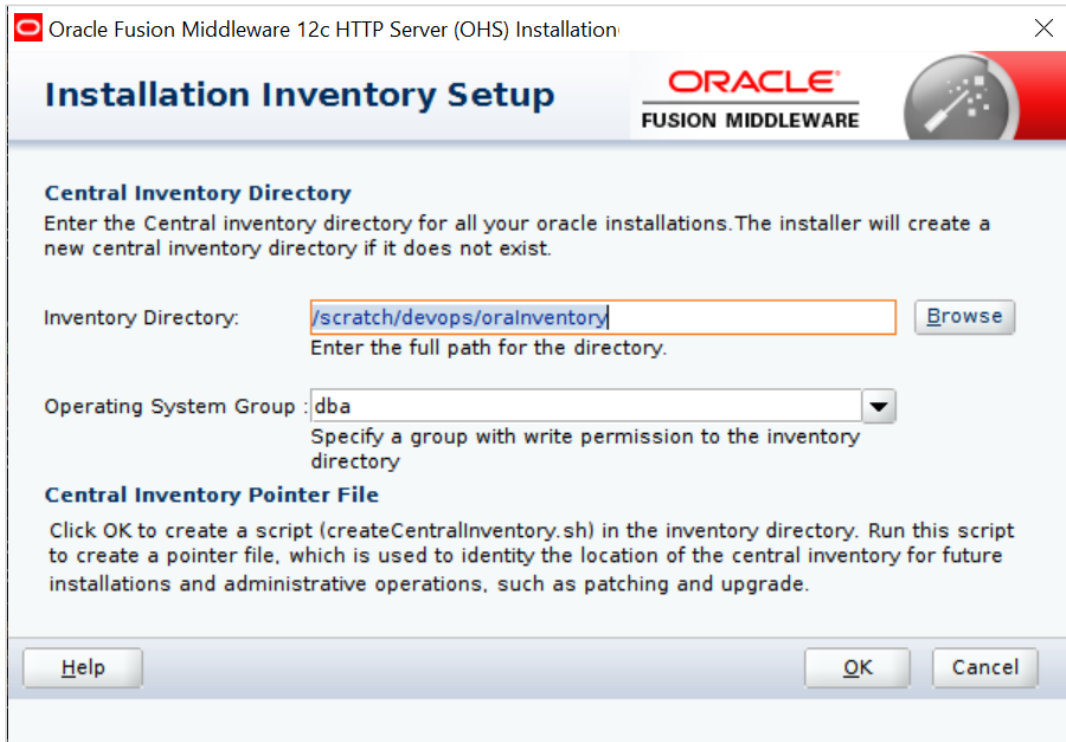 Oracle Fusion Middleware 12c HTTP Server (OHS) Installation
Installation Inventory Setup
ORACLE
FUSION MIDDLEWARE
Central Inventory Directory
Enter the Central inventory directory for all your oracle installations.The installer will create a
new central inventory directory if it does not exist.
Inventory Directory:
/scratch/devops/oraInventory
Browse
Enter the full path for the directory.
Operating System Group :
dba
Specify a group with write permission to the inventory
directory
Central Inventory Pointer File
Click OK to create a script (createCentralInventory.sh) in the inventory directory. Run this script
to create a pointer file, which is used to identity the location of the central inventory for future
installations and administrative operations, such as patching and upgrade.
Help
OK
Cancel